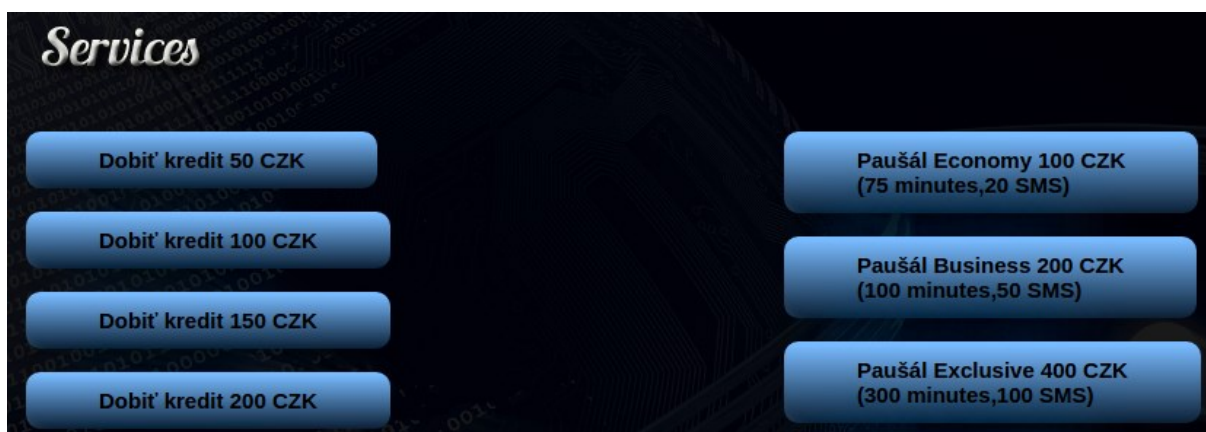 Services
Dobiť kredit 50 CZK
Dobiť kredit 100 CZK
Dobiť kredit 150 CZK
Dobiť kredit 200 CZK
Paušál Economy 100 CZK
(75 minutes,20 SMS)
Paušál Business 200 CZK
(100 minutes,50 SMS)
Paušál Exclusive 400 CZK
(300 minutes,100 SMS)